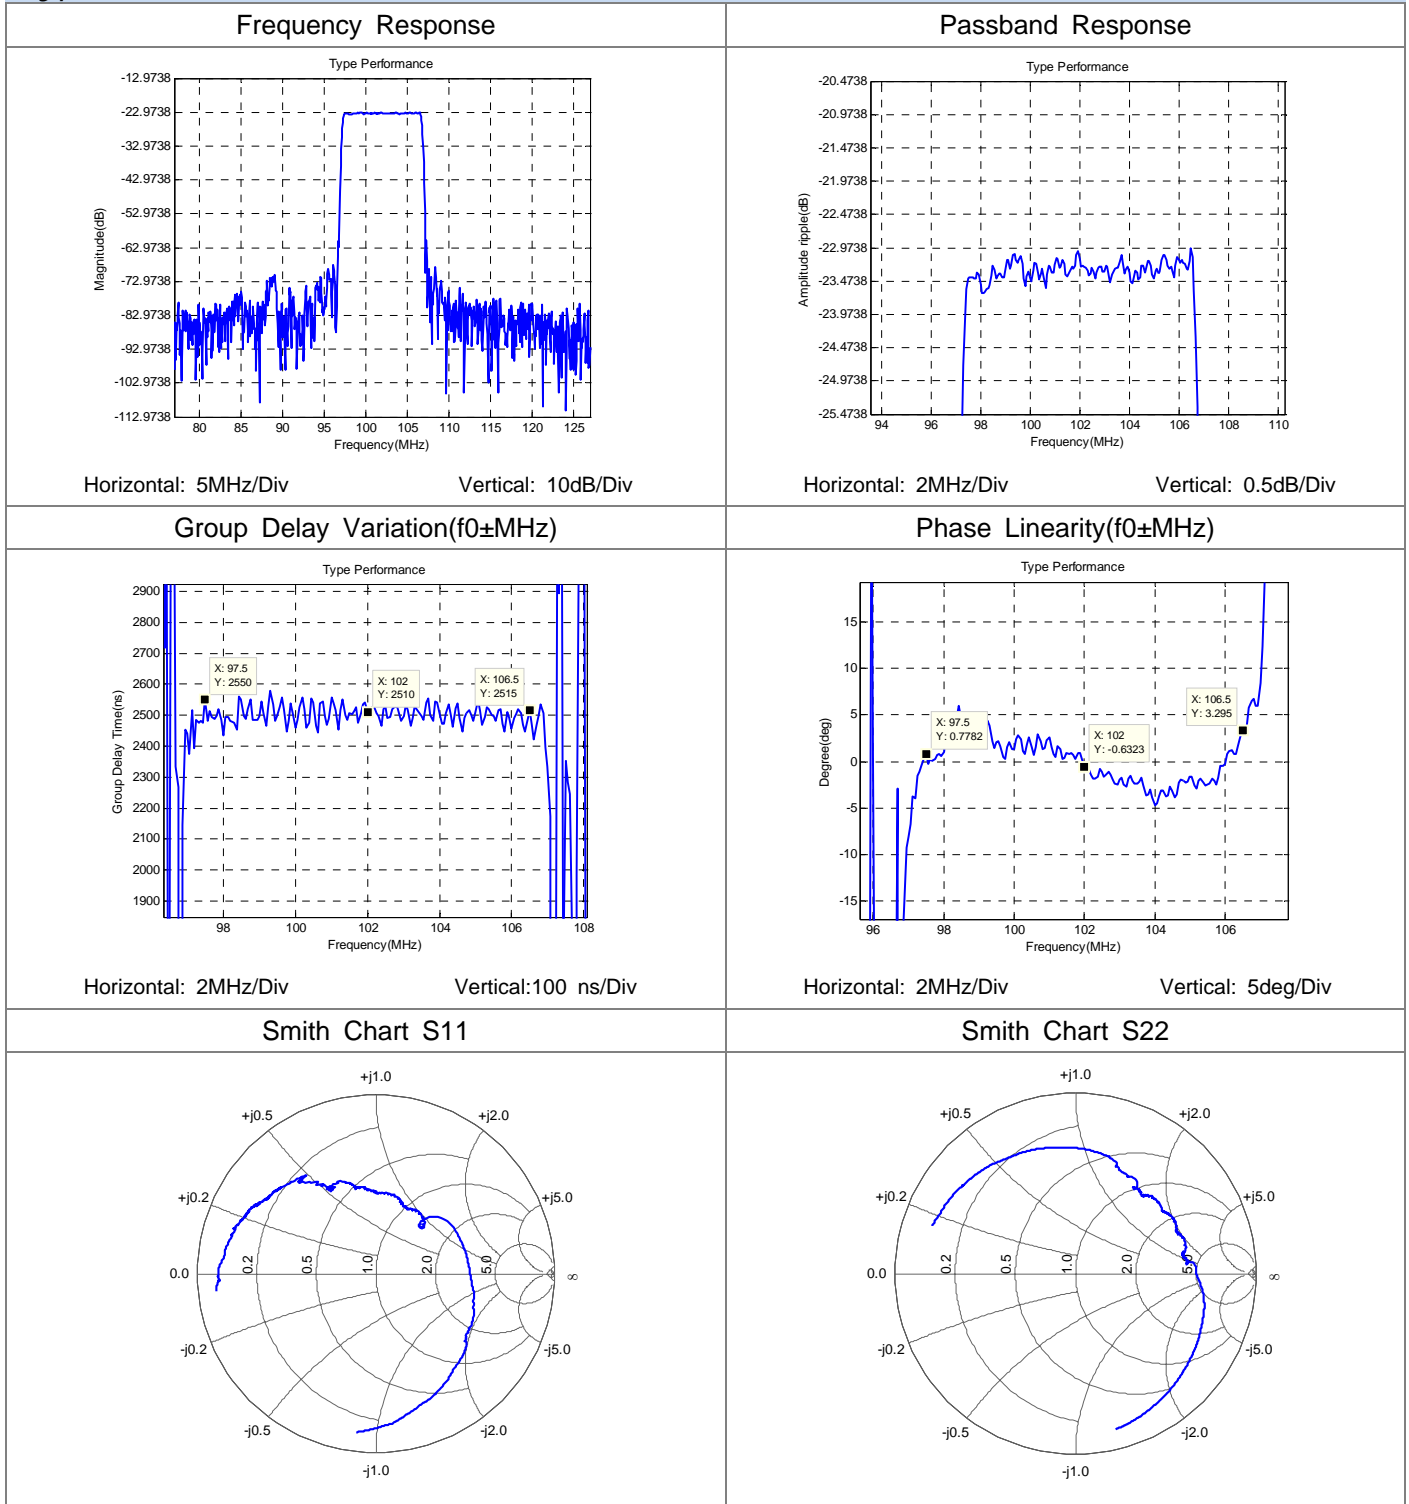 Frequency Response
Passband Response
Type Performance
-12.9738
-22.9738
-32.9738
-42.9738
-52.9738
-62.9738
-72.9738
-82.9738
-92.9738
-102.9738
-112.9738
Magnitude(dB)
80 85 90 95 100 105 110 115 120 125
Frequency(MHz)
Horizontal: 5MHz/Div Vertical: 10dB/Div
Type Performance
-20.4738
-20.9738
-21.4738
-21.9738
-22.4738
-22.9738
-23.4738
-23.9738
-24.4738
-24.9738
-25.4738
Amplitude ripple(dB)
94 96 98 100 102 104 106 108 110
Frequency(MHz)
Horizontal: 2MHz/Div Vertical: 0.5dB/Div
Group Delay Variation(f0±MHz)
Phase Linearity(f0±MHz)
Type Performance
2900
2800
2700
2600
2500
2400
2300
2200
2100
2000
1900
Group Delay Time(ns)
X: 97.5
Y: 2550
X: 102
Y: 2510
X: 106.5
Y: 2515
98 100 102 104 106 108
Frequency(MHz)
Horizontal: 2MHz/Div Vertical:100 ns/Div
Type Performance
15
10
5
0
-5
-10
-15
Degree(deg)
X: 97.5
Y: 0.7782
X: 102
Y: -0.6323
X: 106.5
Y: 3.295
96 98 100 102 104 106
Frequency(MHz)
Horizontal: 2MHz/Div Vertical: 5deg/Div
Smith Chart S11
Smith Chart S22
+j1.0
+j0.5
+j2.0
+j0.2
+j5.0
0.0
0.2
0.5
1.0
2.0
5.0
∞
-j0.2
-j5.0
-j0.5
-j2.0
-j1.0
+j1.0
+j0.5
+j2.0
+j0.2
+j5.0
0.0
0.2
0.5
1.0
2.0
5.0
∞
-j0.2
-j5.0
-j0.5
-j2.0
-j1.0